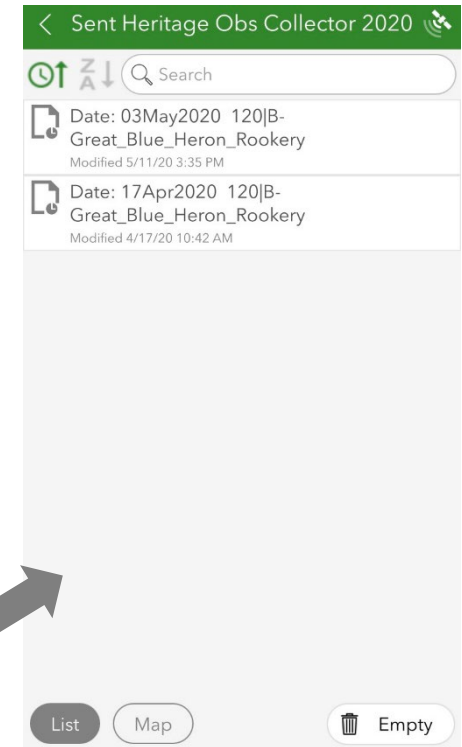 Sent Heritage Obs Collector 2020
Z
A
Search
Date: 03May2020 120|B-
Great_Blue_Heron_Rookery
Modified 5/11/20 3:35 PM
Date: 17Apr2020 120|B-
Great_Blue_Heron_Rookery
Modified 4/17/20 10:42 AM
List Map Empty